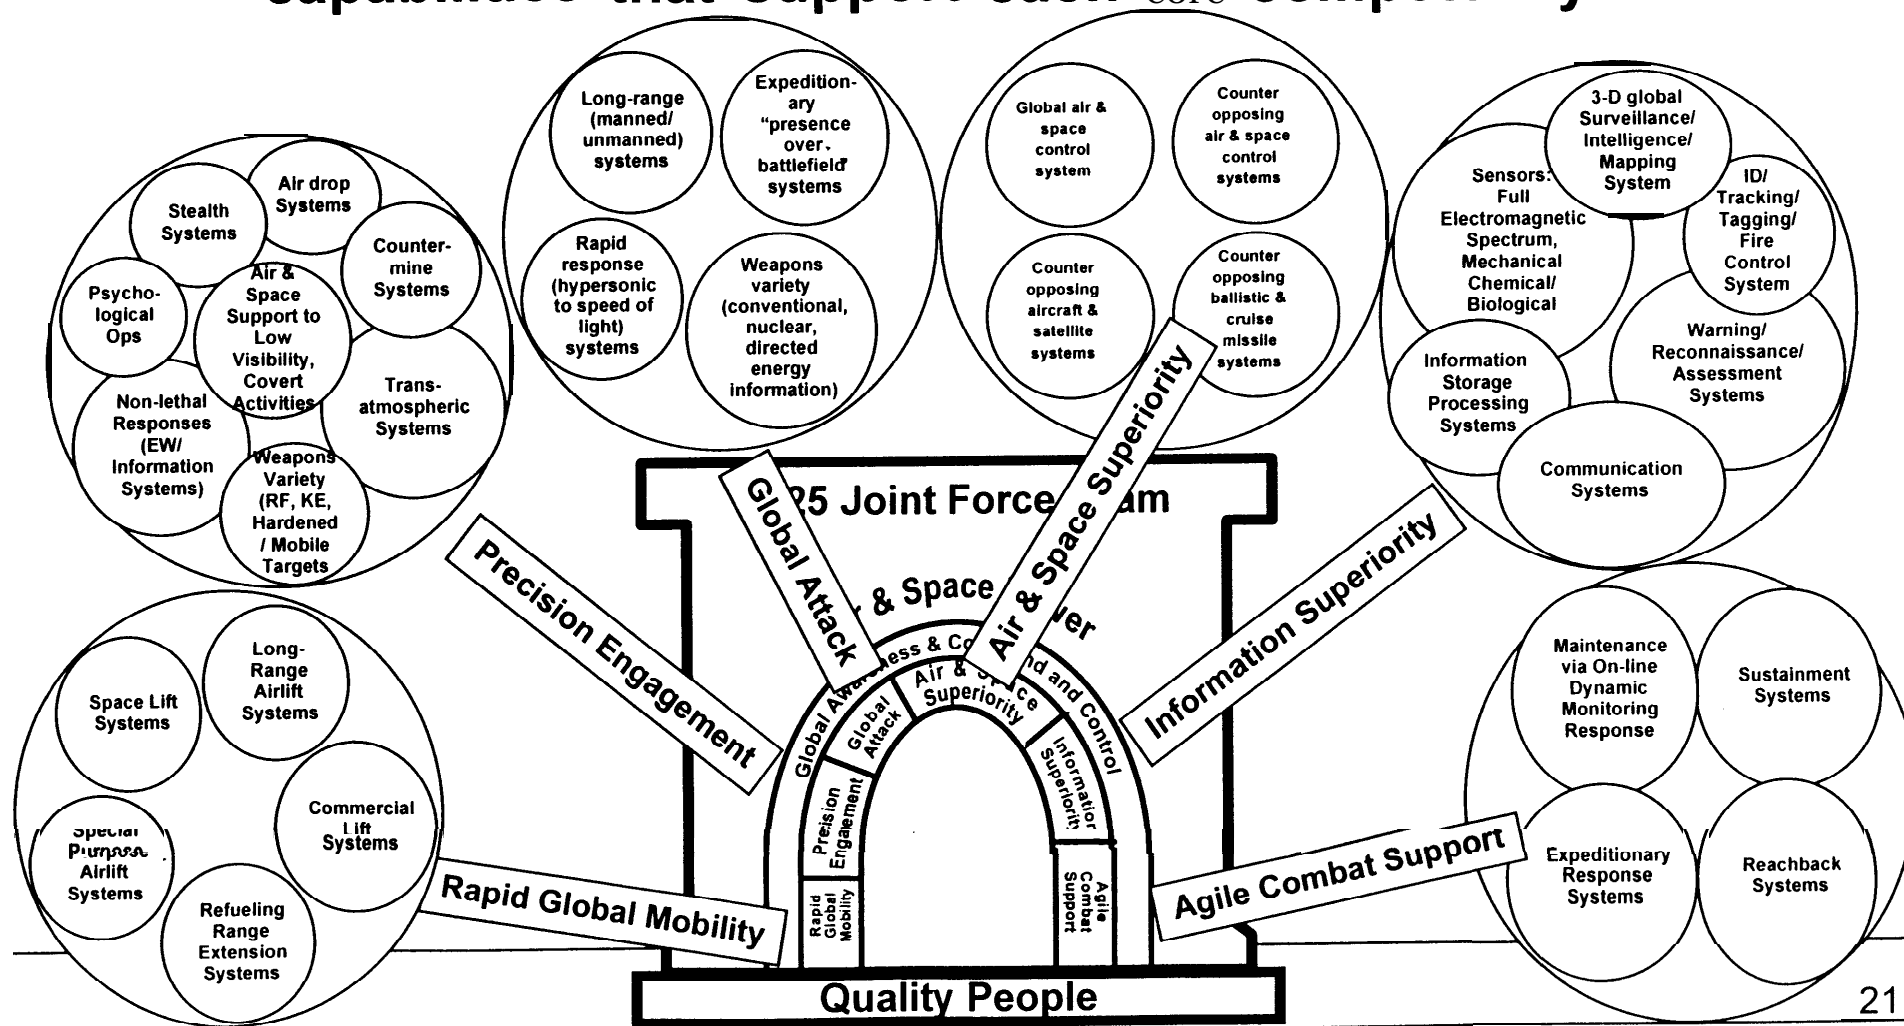 core
Long-range
(manned/
unmanned)
systems
Expedition-
ary
“presence
over
battlefield”
systems
Rapid
response
(hypersonic
to speed of
light)
systems
Weapons
variety
(conventional,
nuclear,
directed
energy
information)
Global air &
space
control
system
Counter
opposing
air & space
control
systems
Counter
opposing
aircraft &
satellite
systems
Counter
opposing
ballistic &
cruise
missile
systems
3-D global
Surveillance/
Intelligence/
Mapping
System
Sensors:
Full
Electromagnetic
Spectrum,
Mechanical
Chemical/
Biological
ID/
Tracking/
Tagging/
Fire
Control
System
Warning/
Reconnaissance/
Assessment
Systems
Information
Storage
Processing
Systems
Communication
Systems
Air drop
Systems
Stealth
Systems
Counter-
mine
Systems
Psycho-
logical
Ops
Air &
Space
Support to
Low
Visibility,
Covert
Activities
Trans-
atmospheric
Systems
Non-lethal
Responses
(EW/
Information
Systems)
Weapons
Variety
(RF, KE,
Hardened
/ Mobile
Targets
Long-
Range
Airlift
Systems
Space Lift
Systems
Commercial
Lift
Systems
Special
Purpose
Airlift
Systems
Refueling
Range
Extension
Systems
Maintenance
via On-line
Dynamic
Monitoring
Response
Sustainment
Systems
Expeditionary
Response
Systems
Reachback
Systems
Precision Engagement
Global Attack
Air & Space Superiority
Information Superiority
Rapid Global Mobility
Agile Combat Support
25 Joint Force
& Space
Global
and Control
Global
Attack
Air &
Superiority
Information
Superiority
Precision
Engagement
Rapid
Global
Mobility
Agile
Combat
Support
Quality People
21